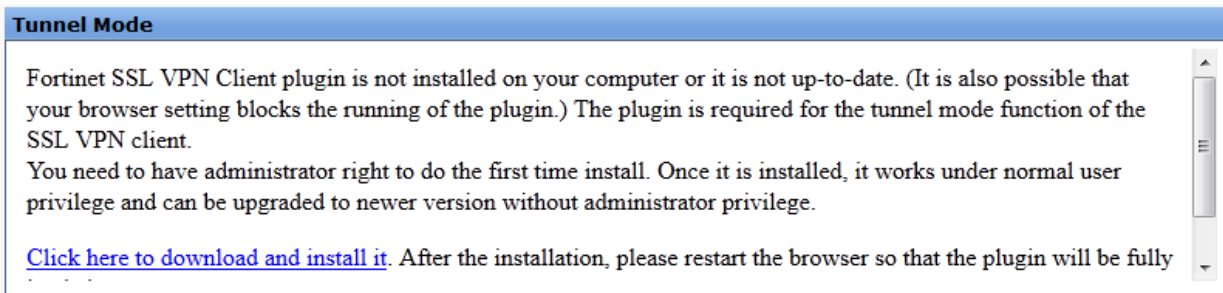 Tunnel Mode
Fortinet SSL VPN Client plugin is not installed on your computer or it is not up-to-date. (It is also possible that
your browser setting blocks the running of the plugin.) The plugin is required for the tunnel mode function of the
SSL VPN client.
You need to have administrator right to do the first time install. Once it is installed, it works under normal user
privilege and can be upgraded to newer version without administrator privilege.
Click here to download and install it. After the installation, please restart the browser so that the plugin will be fully